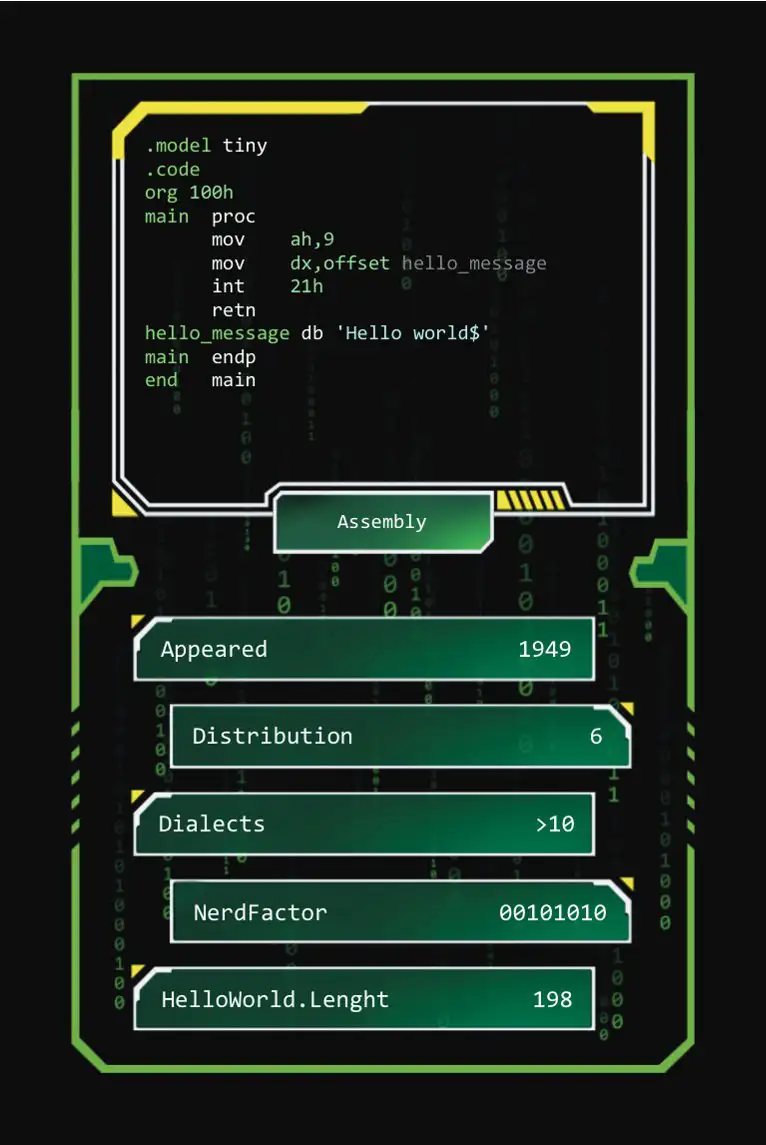 .model tiny
.code
org 100h
main  proc
      mov    ah,9
      mov    dx,offset hello_message
      int    21h
      retn
hello_message db 'Hello world$'
main  endp
end   main
Assembly
Appeared 1949
Distribution 6
Dialects >10
NerdFactor 00101010
HelloWorld.Lenght 198